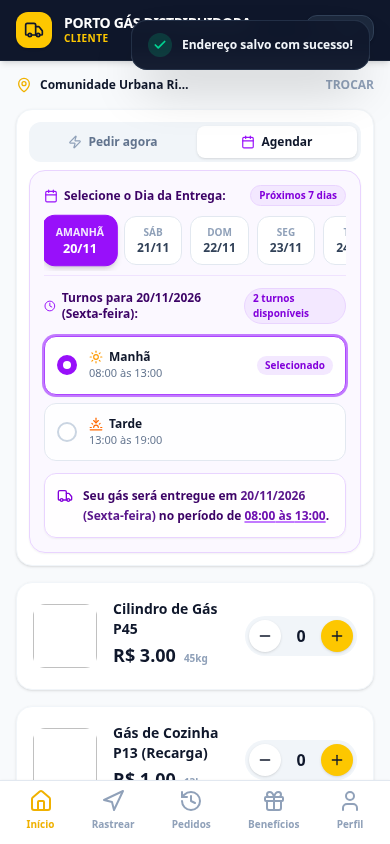 PORTO GÁS DISTRIBUIDORA
CLIENTE
Endereço salvo com sucesso!
Comunidade Urbana Ri...
TROCAR
Pedir agora
Agendar
Selecione o Dia da Entrega:
Próximos 7 dias
AMANHÃ
20/11
SÁB
21/11
DOM
22/11
SEG
23/11
Turnos para 20/11/2026
(Sexta-feira):
2 turnos
disponíveis
Manhã
08:00 às 13:00
Selecionado
Tarde
13:00 às 19:00
Seu gás será entregue em 20/11/2026
(Sexta-feira) no período de 08:00 às 13:00.
Cilindro de Gás
P45
R$ 3.00 45kg
0
Gás de Cozinha
P13 (Recarga)
R$ 1.00
0
Início
Rastrear
Pedidos
Benefícios
Perfil